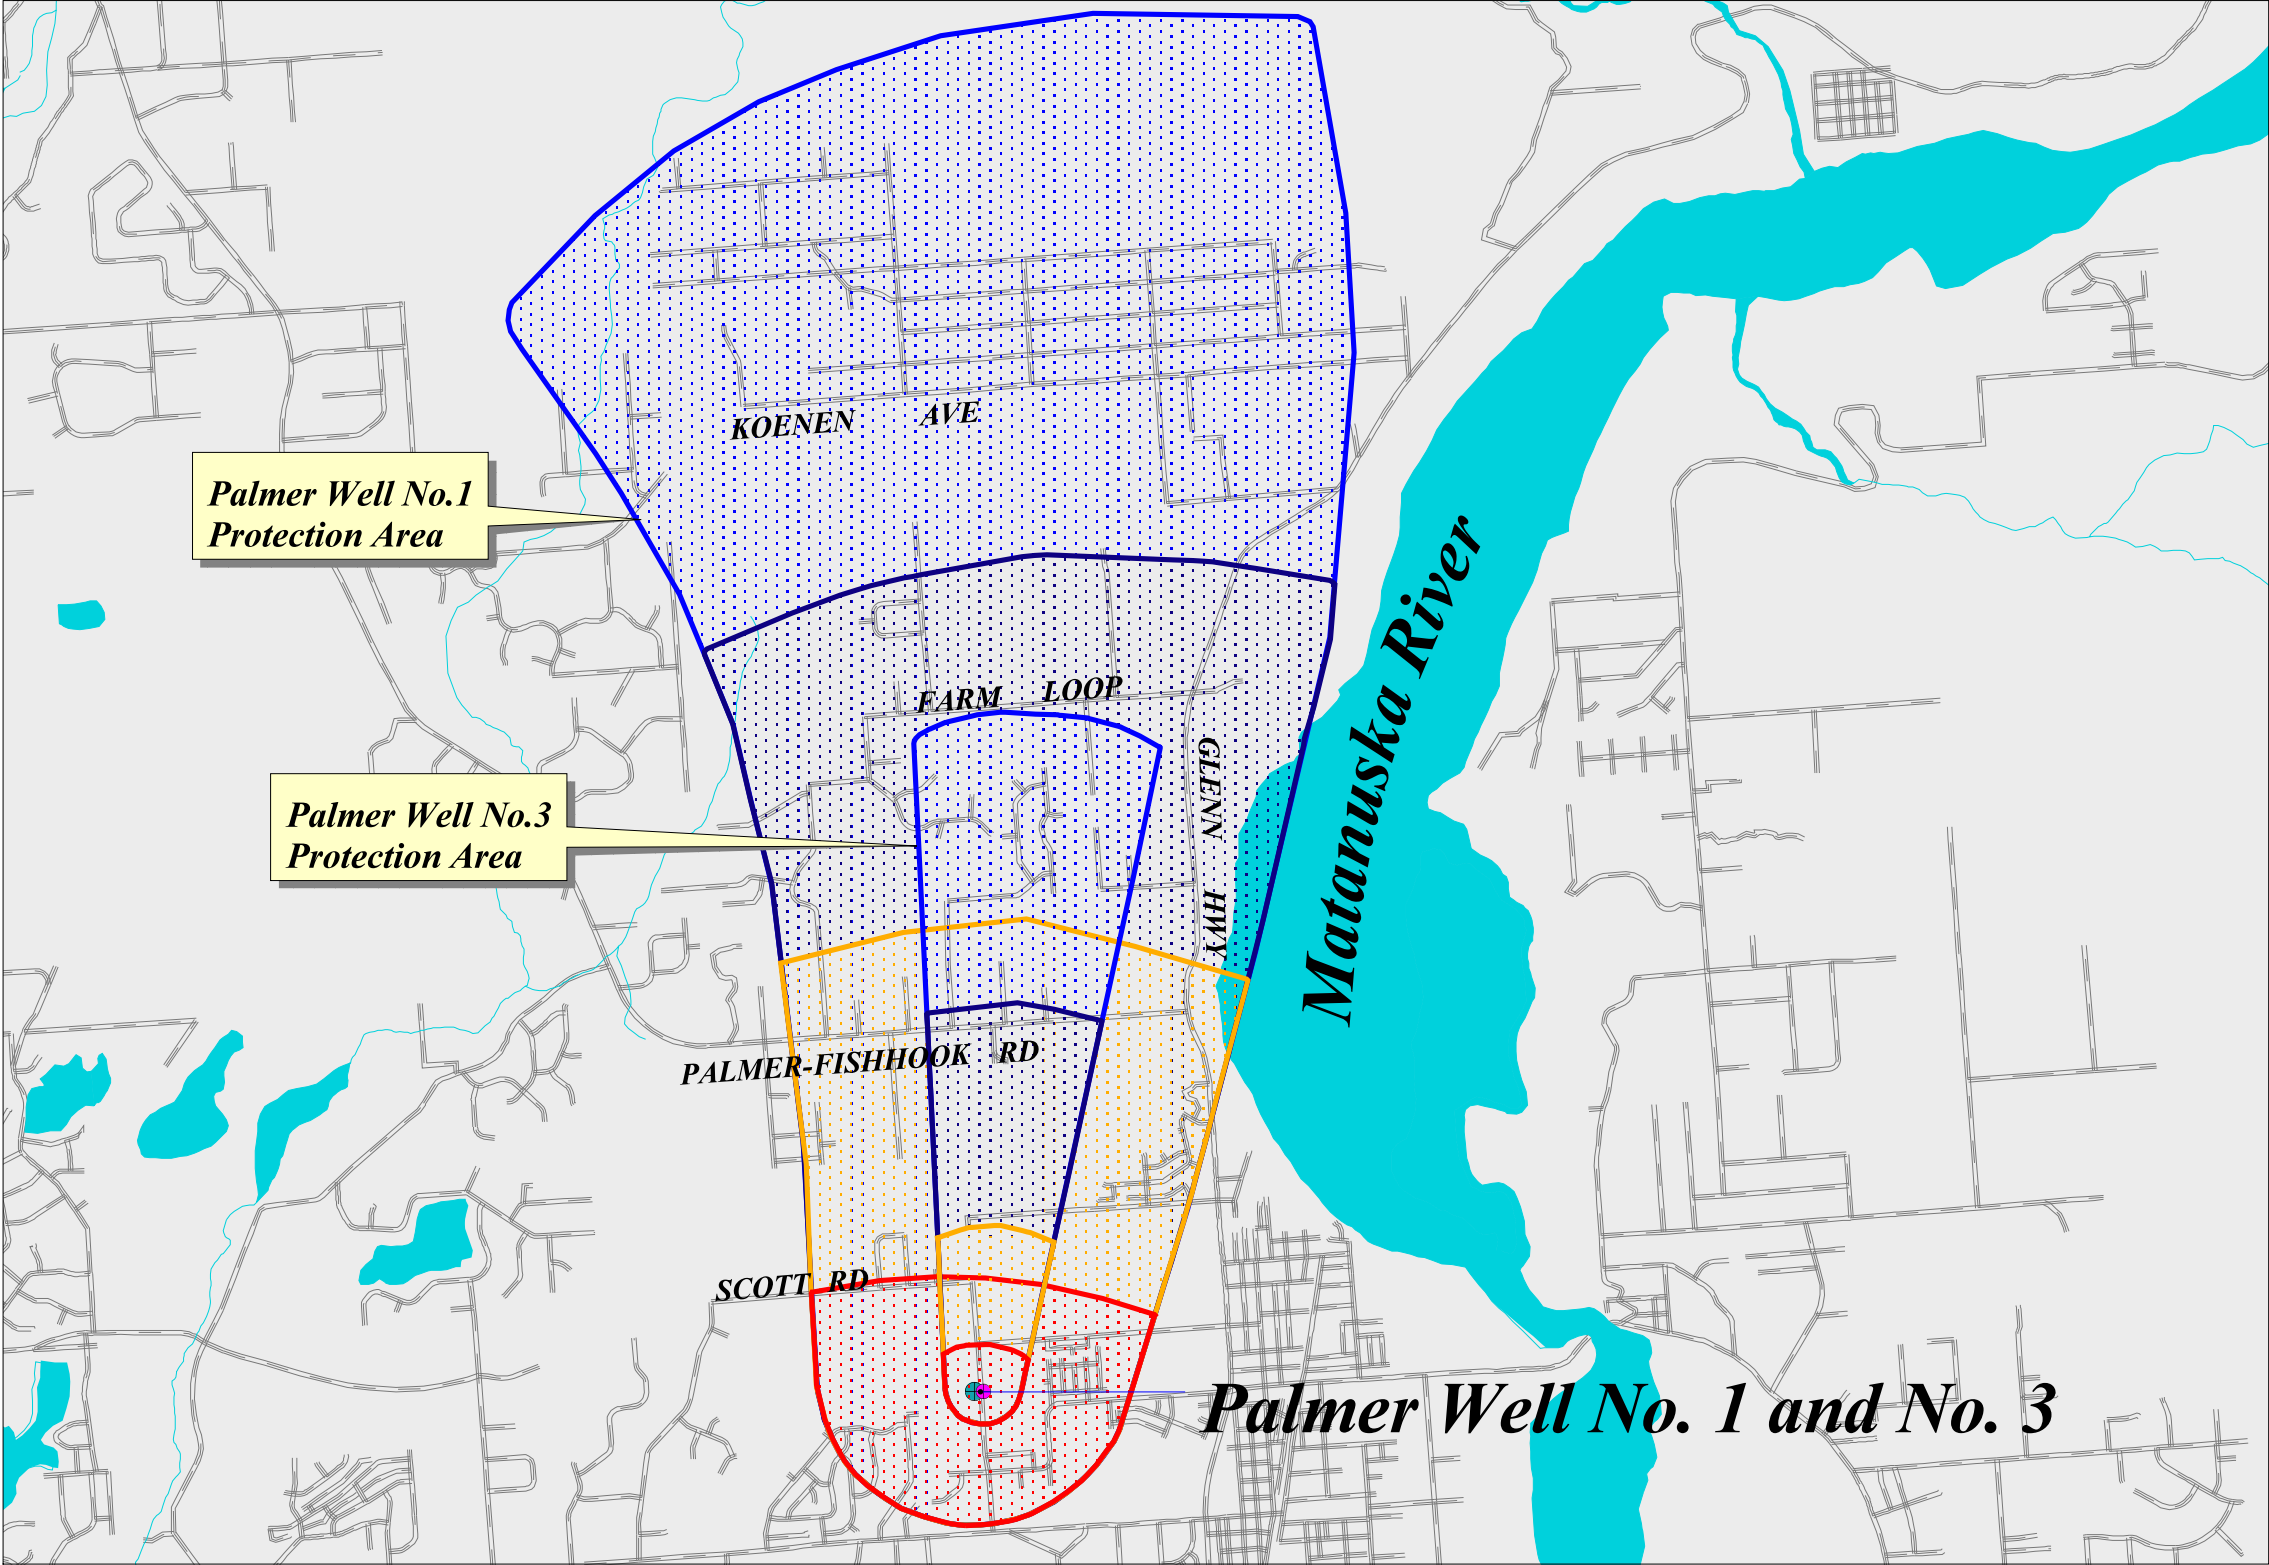 KOENEN AVE
Palmer Well No.1
Protection Area
Matanuska River
FARM LOOP
GLENN HWY
Palmer Well No.3
Protection Area
PALMER-FISHHOOK RD
SCOTT RD
Palmer Well No. 1 and No. 3